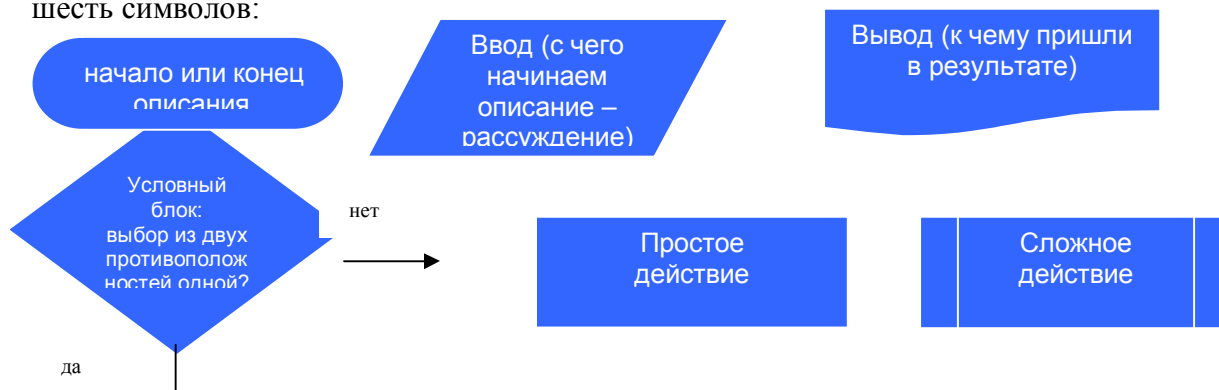 шесть символов:
начало или конец
описания
Ввод (с чего
начинаем
описание –
рассуждение)
Вывод (к чему пришли
в результате)
Условный
блок:
выбор из двух
противополож
ностей одной?
нет
Простое
действие
Сложное
действие
да